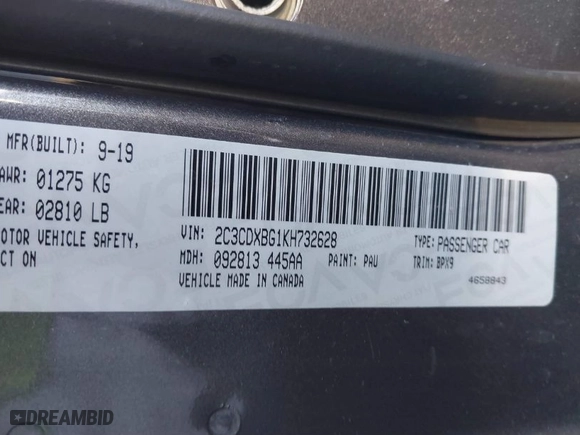 MFR(BUILT): 9-19
AWR: 01275 KG
EAR: 02810 LB
OTOR VEHICLE SAFETY,
CT ON
VIN: 2C3CDXBG1KH732628
TYPE: PASSENGER CAR
MDH: 092813 445AA
PAINT: PAU
TRIM: BPX9
VEHICLE MADE IN CANADA
4658843
DREAMBID